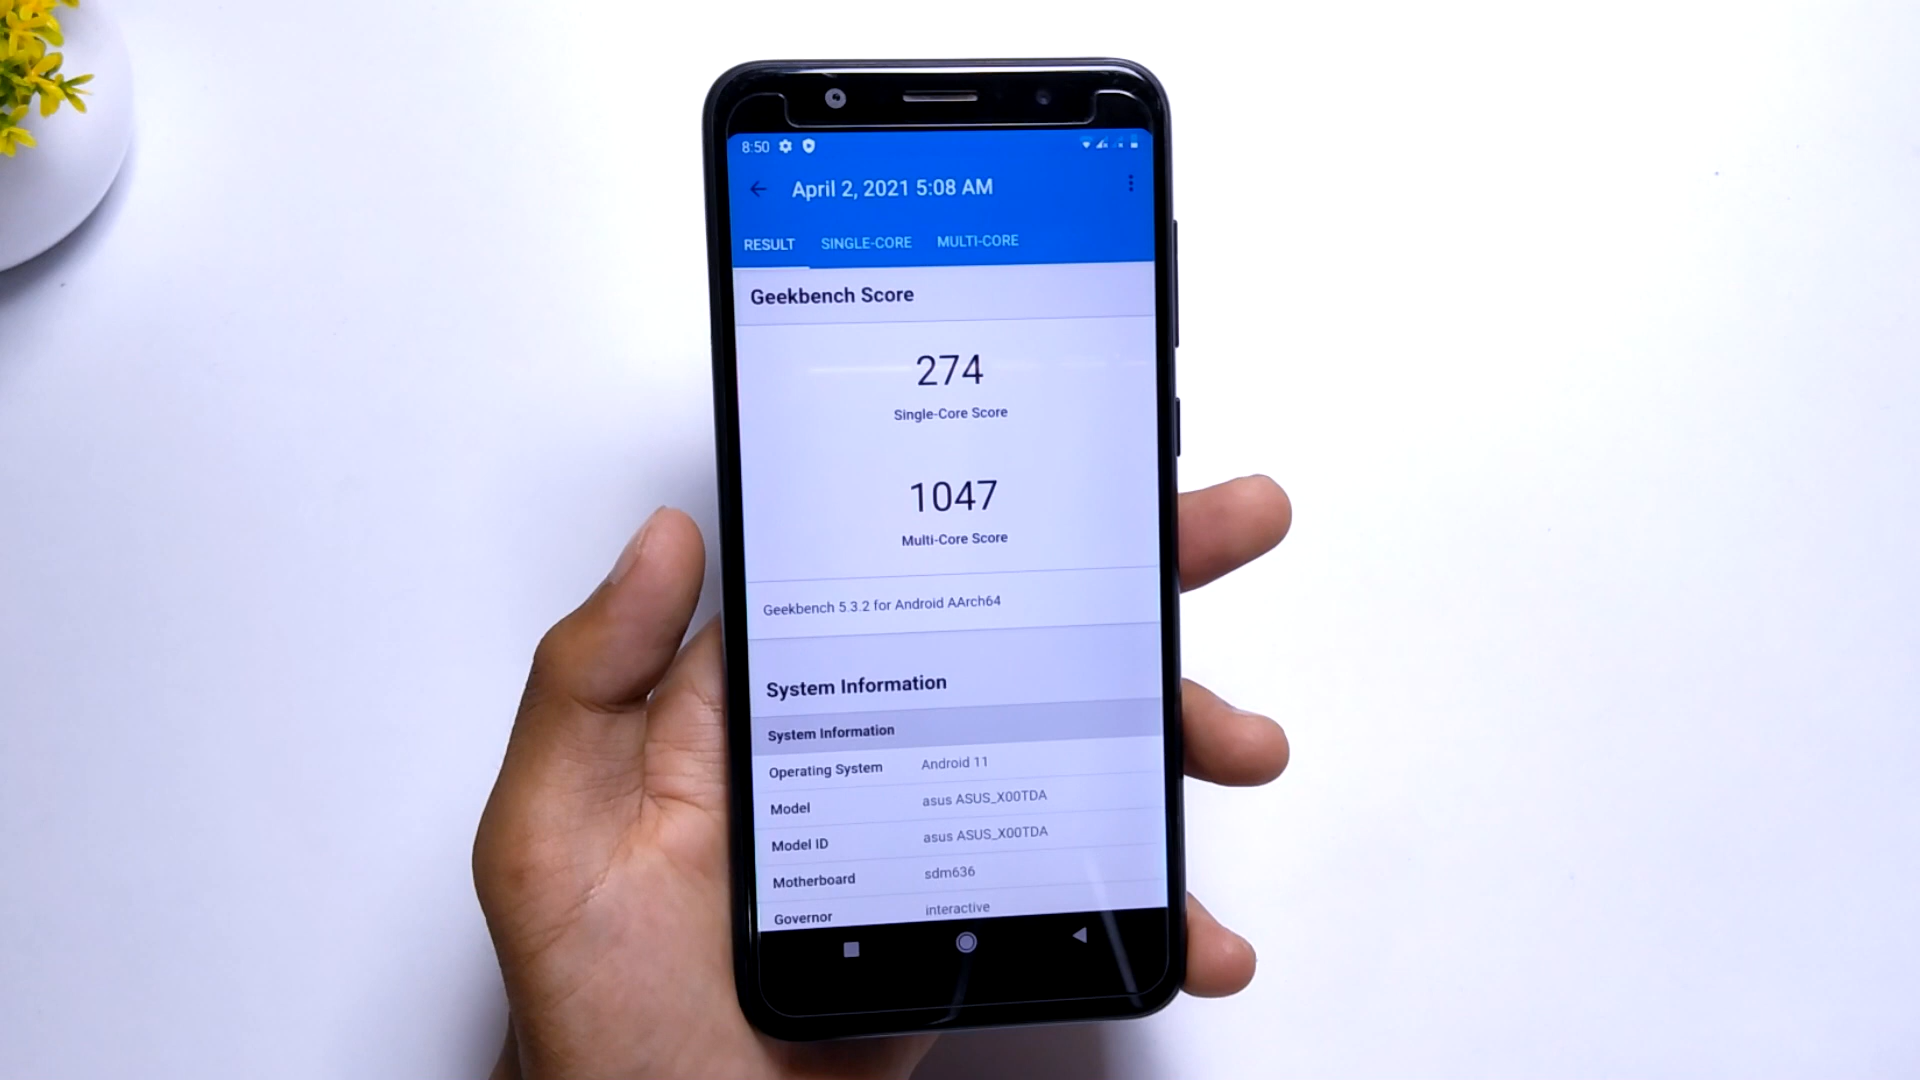 8:50
April 2, 2021 5:08 AM
RESULT SINGLE-CORE MULTI-CORE
Geekbench Score
274
Single-Core Score
1047
Multi-Core Score
Geekbench 5.3.2 for Android AArch64
System Information
System Information
Operating System Android 11
Model asus ASUS_X00TDA
Model ID asus ASUS_X00TDA
Motherboard sdm636
Governor interactive